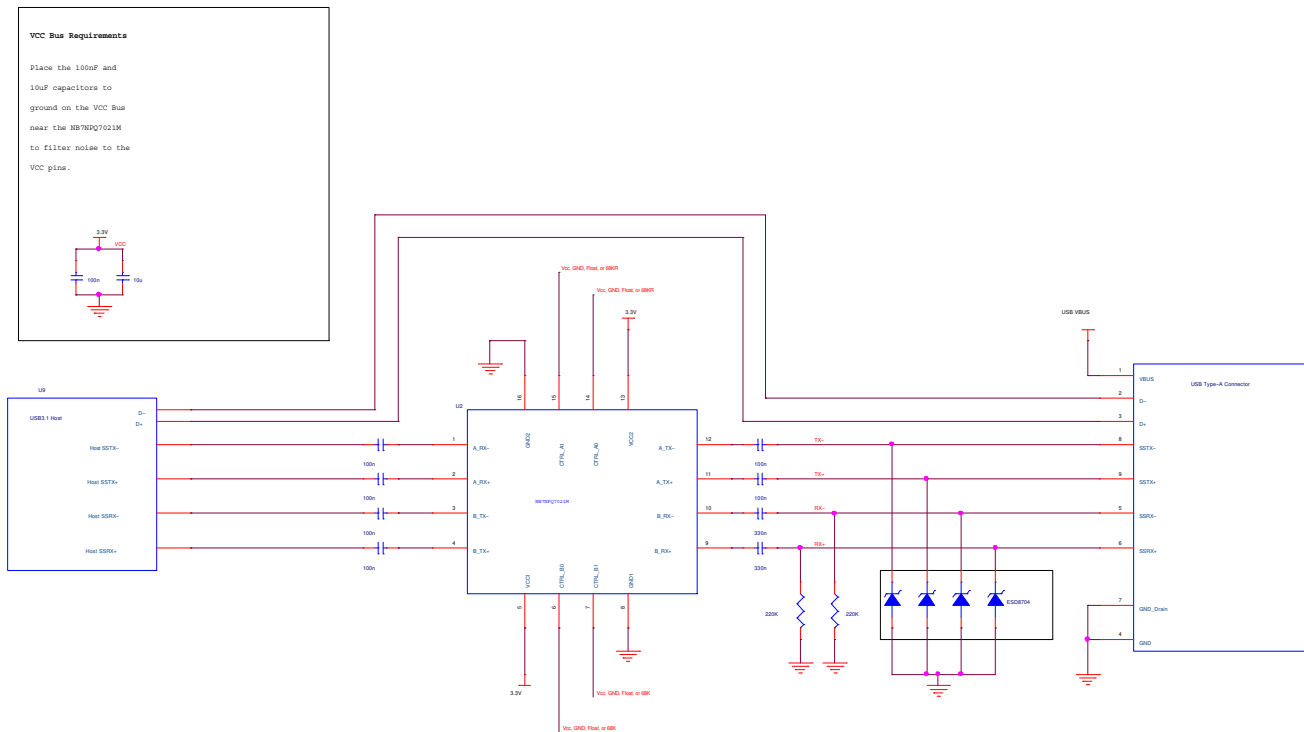 VCC Bus Requirements
Place the 100nF and
10uF capacitors to
ground on the VCC Bus
near the NB7NPQ7021M
to filter noise to the
VCC pins.
3.3V
VCC
100n
10u
Vcc, GND, Float, or 68KR
Vcc, GND, Float, or 68KR
3.3V
USB VBUS
U9
USB3.1 Host
D-
D+
Host SSTX-
Host SSTX+
Host SSRX-
Host SSRX+
100n
100n
100n
100n
U2
1
2
3
4
A_RX-
A_RX+
B_TX-
B_TX+
16
15
14
13
GND2
CTRL_A1
CTRL_A0
VCC2
NB7NPQ7021M
A_TX-
A_TX+
B_RX-
B_RX+
12
11
10
9
VCC1
CTRL_B0
CTRL_B1
GND1
5
6
7
8
3.3V
Vcc, GND, Float, or 68K
Vcc, GND, Float, or 68K
100n
100n
330n
330n
TX-
TX+
RX-
RX+
220K
220K
ESD8704
USB Type-A Connector
1
VBUS
2
D-
3
D+
8
SSTX-
9
SSTX+
5
SSRX-
6
SSRX+
7
GND_Drain
4
GND